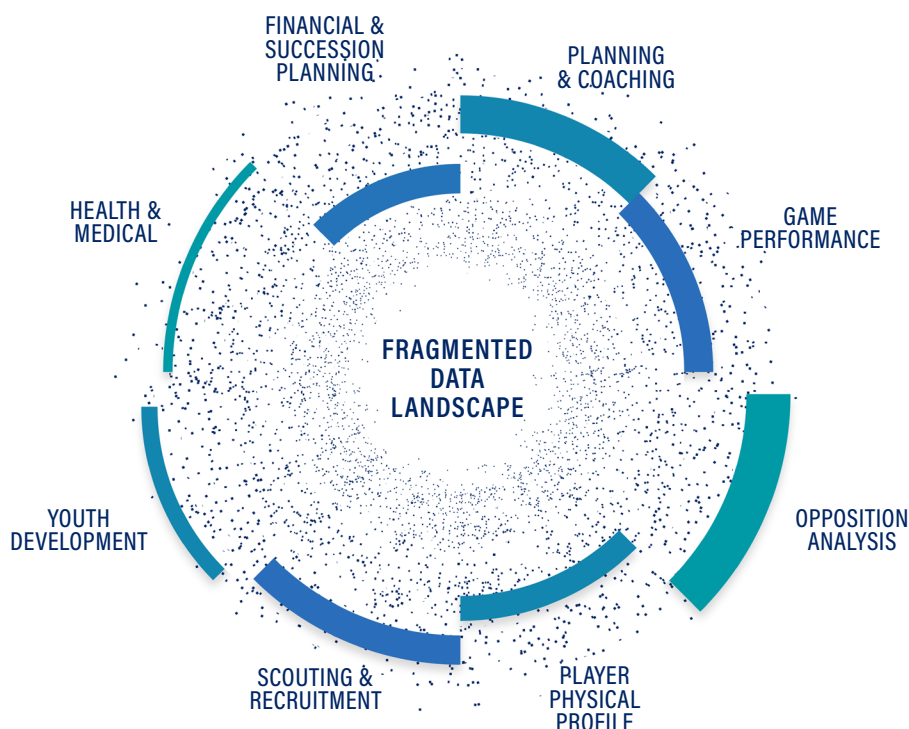 FINANCIAL &
SUCCESSION
PLANNING
PLANNING
& COACHING
HEALTH &
MEDICAL
GAME
PERFORMANCE
FRAGMENTED
DATA
LANDSCAPE
YOUTH
DEVELOPMENT
OPPOSITION
ANALYSIS
SCOUTING &
RECRUITMENT
PLAYER
PHYSICAL
PROFILE